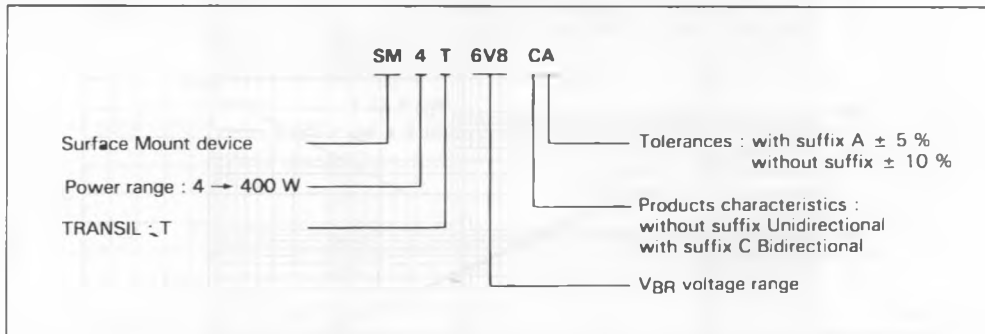 SM 4 T 6V8 CA
Surface Mount device
Power range : 4 → 400 W
TRANSIL : T
Tolerances : with suffix A ± 5 %
without suffix ± 10 %
Products characteristics :
without suffix Unidirectional
with suffix C Bidirectional
VBR voltage range